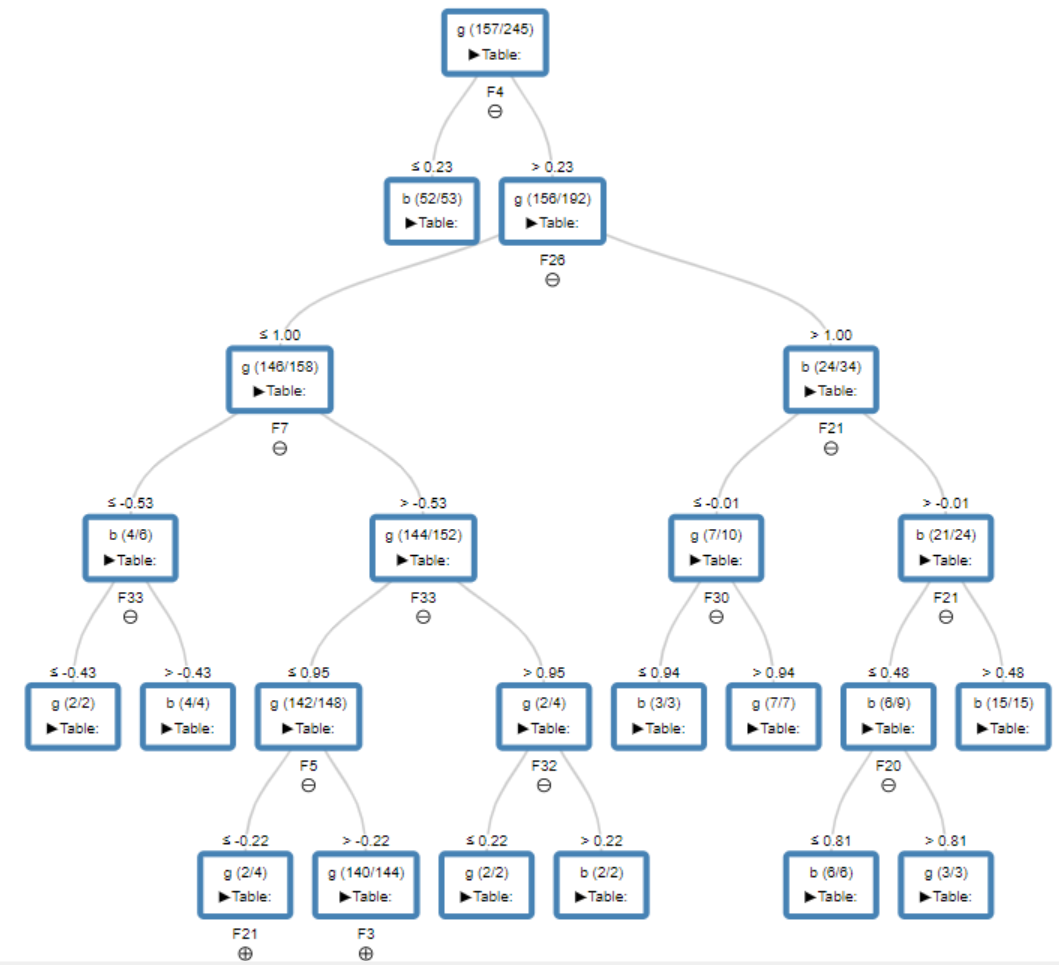 g (157/245)
▶Table:
F4
⊖
≤ 0.23 > 0.23
b (52/53) g (156/192)
▶Table: ▶Table:
F26
⊖
≤ 1.00 > 1.00
g (146/158) b (24/34)
▶Table: ▶Table:
F7 F21
⊖ ⊖
≤ -0.53 > -0.53 ≤ -0.01 > -0.01
b (4/6) g (144/152) g (7/10) b (21/24)
▶Table: ▶Table: ▶Table: ▶Table:
F33 F33 F30 F21
⊖ ⊖ ⊖ ⊖
≤ -0.43 > -0.43 ≤ 0.95 > 0.95 ≤ 0.94 > 0.94 ≤ 0.48 > 0.48
g (2/2) b (4/4) g (142/148) g (2/4) b (3/3) g (7/7) b (6/9) b (15/15)
▶Table: ▶Table: ▶Table: ▶Table: ▶Table: ▶Table: ▶Table: ▶Table:
F5 F32 F20
⊖ ⊖ ⊖
≤ -0.22 > -0.22 ≤ 0.22 > 0.22 ≤ 0.81 > 0.81
g (2/4) g (140/144) g (2/2) b (2/2) b (6/6) g (3/3)
▶Table: ▶Table: ▶Table: ▶Table: ▶Table: ▶Table:
F21 F3
⊕ ⊕